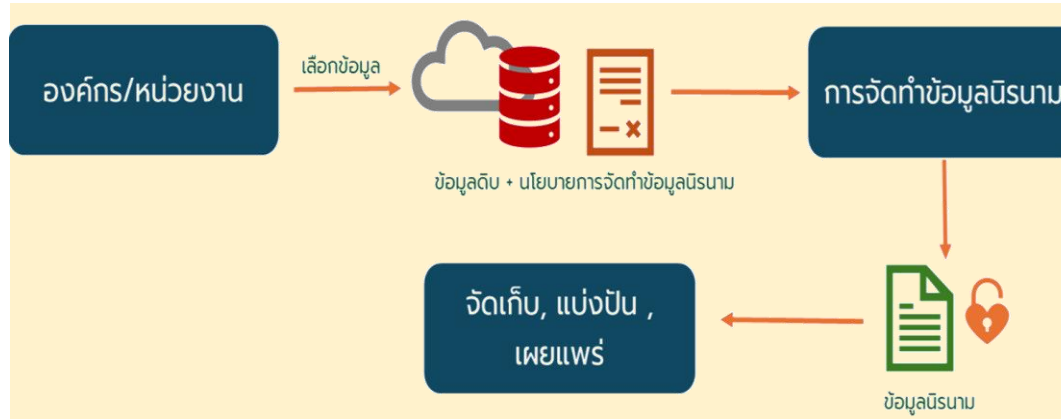 องค์กร/หน่วยงาน
เลือกข้อมูล
ข้อมูลดิบ + นโยบายการจัดทำข้อมูลนิรนาม
การจัดทำข้อมูลนิรนาม
ข้อมูลนิรนาม
จัดเก็บ, แบ่งปัน ,
เผยแพร่